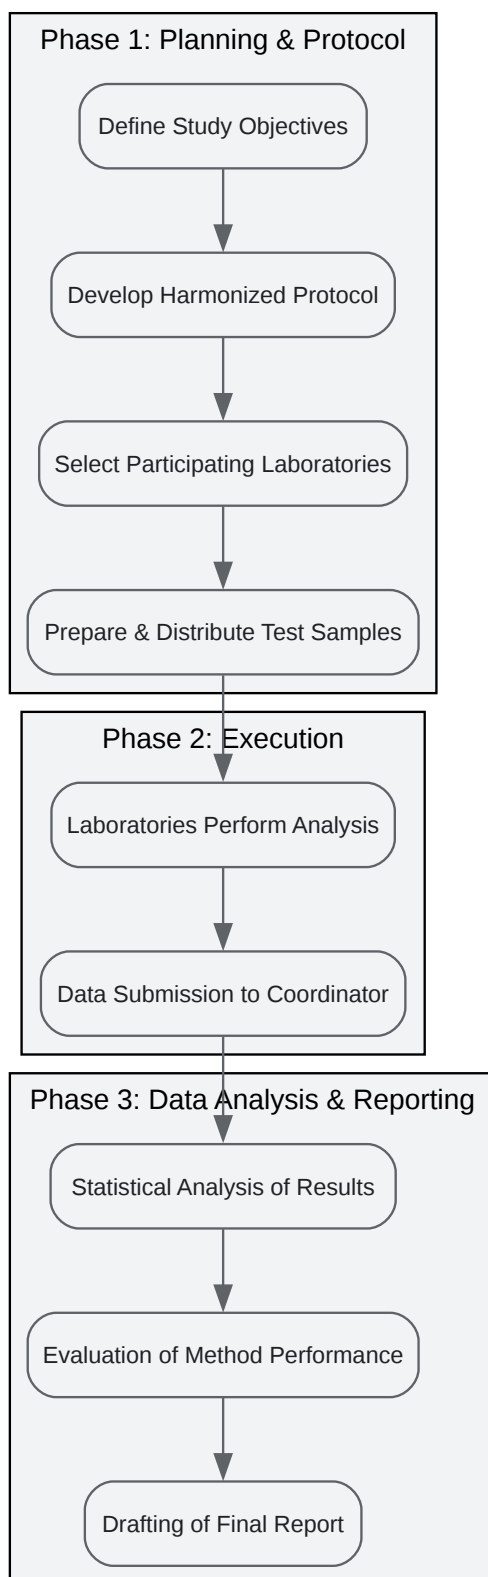 Phase 1: Planning & Protocol
Define Study Objectives
Develop Harmonized Protocol
Select Participating Laboratories
Prepare & Distribute Test Samples
Phase 2: Execution
Laboratories Perform Analysis
Data Submission to Coordinator
Phase 3: Data Analysis & Reporting
Statistical Analysis of Results
Evaluation of Method Performance
Drafting of Final Report